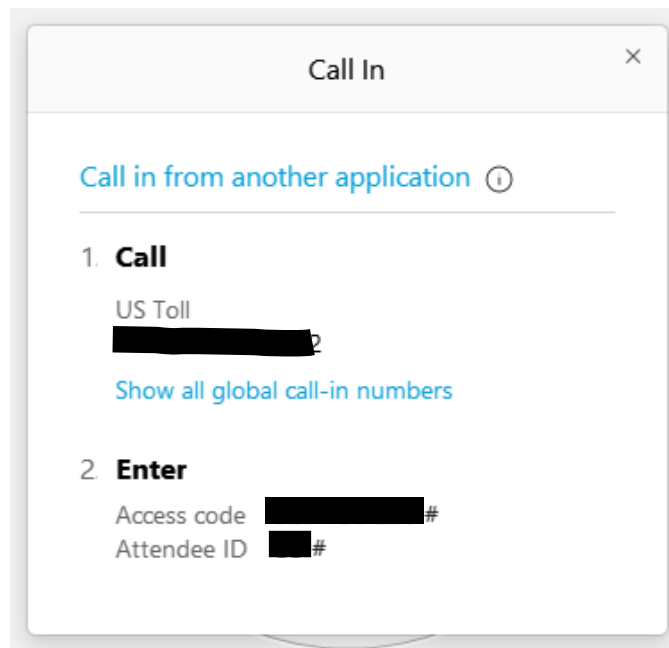 Call In
Call in from another application
1. Call
US Toll
2
Show all global call-in numbers
2. Enter
Access code #
Attendee ID #